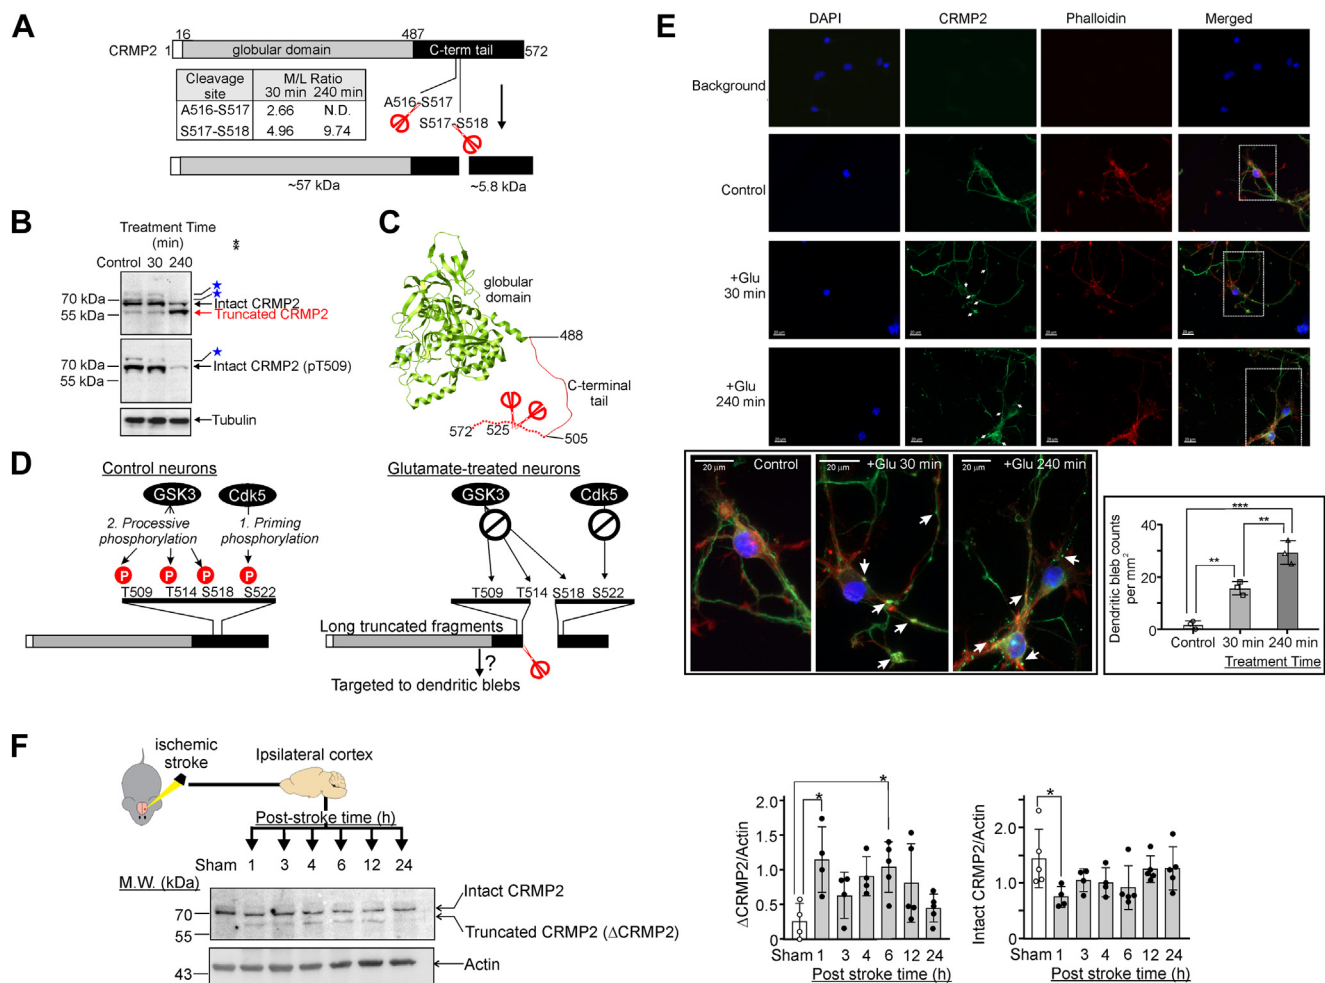 A
16
487
CRMP2 1
globular domain
C-term tail
572
Cleavage site
M/L Ratio
30 min 240 min
A516-S517 2.66 N.D.
S517-S518 4.96 9.74
A516-S517
S517-S518
~57 kDa
~5.8 kDa
B
Treatment Time
(min)
Control 30 240
70 kDa
55 kDa
Intact CRMP2
Truncated CRMP2
70 kDa
55 kDa
Intact CRMP2 (pT509)
Tubulin
C
globular
domain
488
C-terminal
tail
572 525
505
D
Control neurons
GSK3 Cdk5
2. Processive
phosphorylation
1. Priming
phosphorylation
P P P P
T509 T514 S518 S522
Glutamate-treated neurons
GSK3 Cdk5
T509 T514 S518 S522
Long truncated fragments
?
Targeted to dendritic blebs
E
DAPI CRMP2 Phalloidin Merged
Background
Control
+Glu
30 min
+Glu
240 min
20 µm Control
20 µm +Glu 30 min
20 µm +Glu 240 min
Dendritic bleb counts
per mm²
40
20
0
***
**
**
Control 30 min 240 min
Treatment Time
F
ischemic
stroke
Ipsilateral cortex
Post-stroke time (h)
Sham 1 3 4 6 12 24
M.W. (kDa)
70
55
43
Intact CRMP2
Truncated CRMP2 (ΔCRMP2)
Actin
ΔCRMP2/Actin
2.0
1.5
1.0
0.5
0
*
*
Sham 1 3 4 6 12 24
Post stroke time (h)
Intact CRMP2/Actin
2.0
1.0
0
*
Sham 1 3 4 6 12 24
Post stroke time (h)